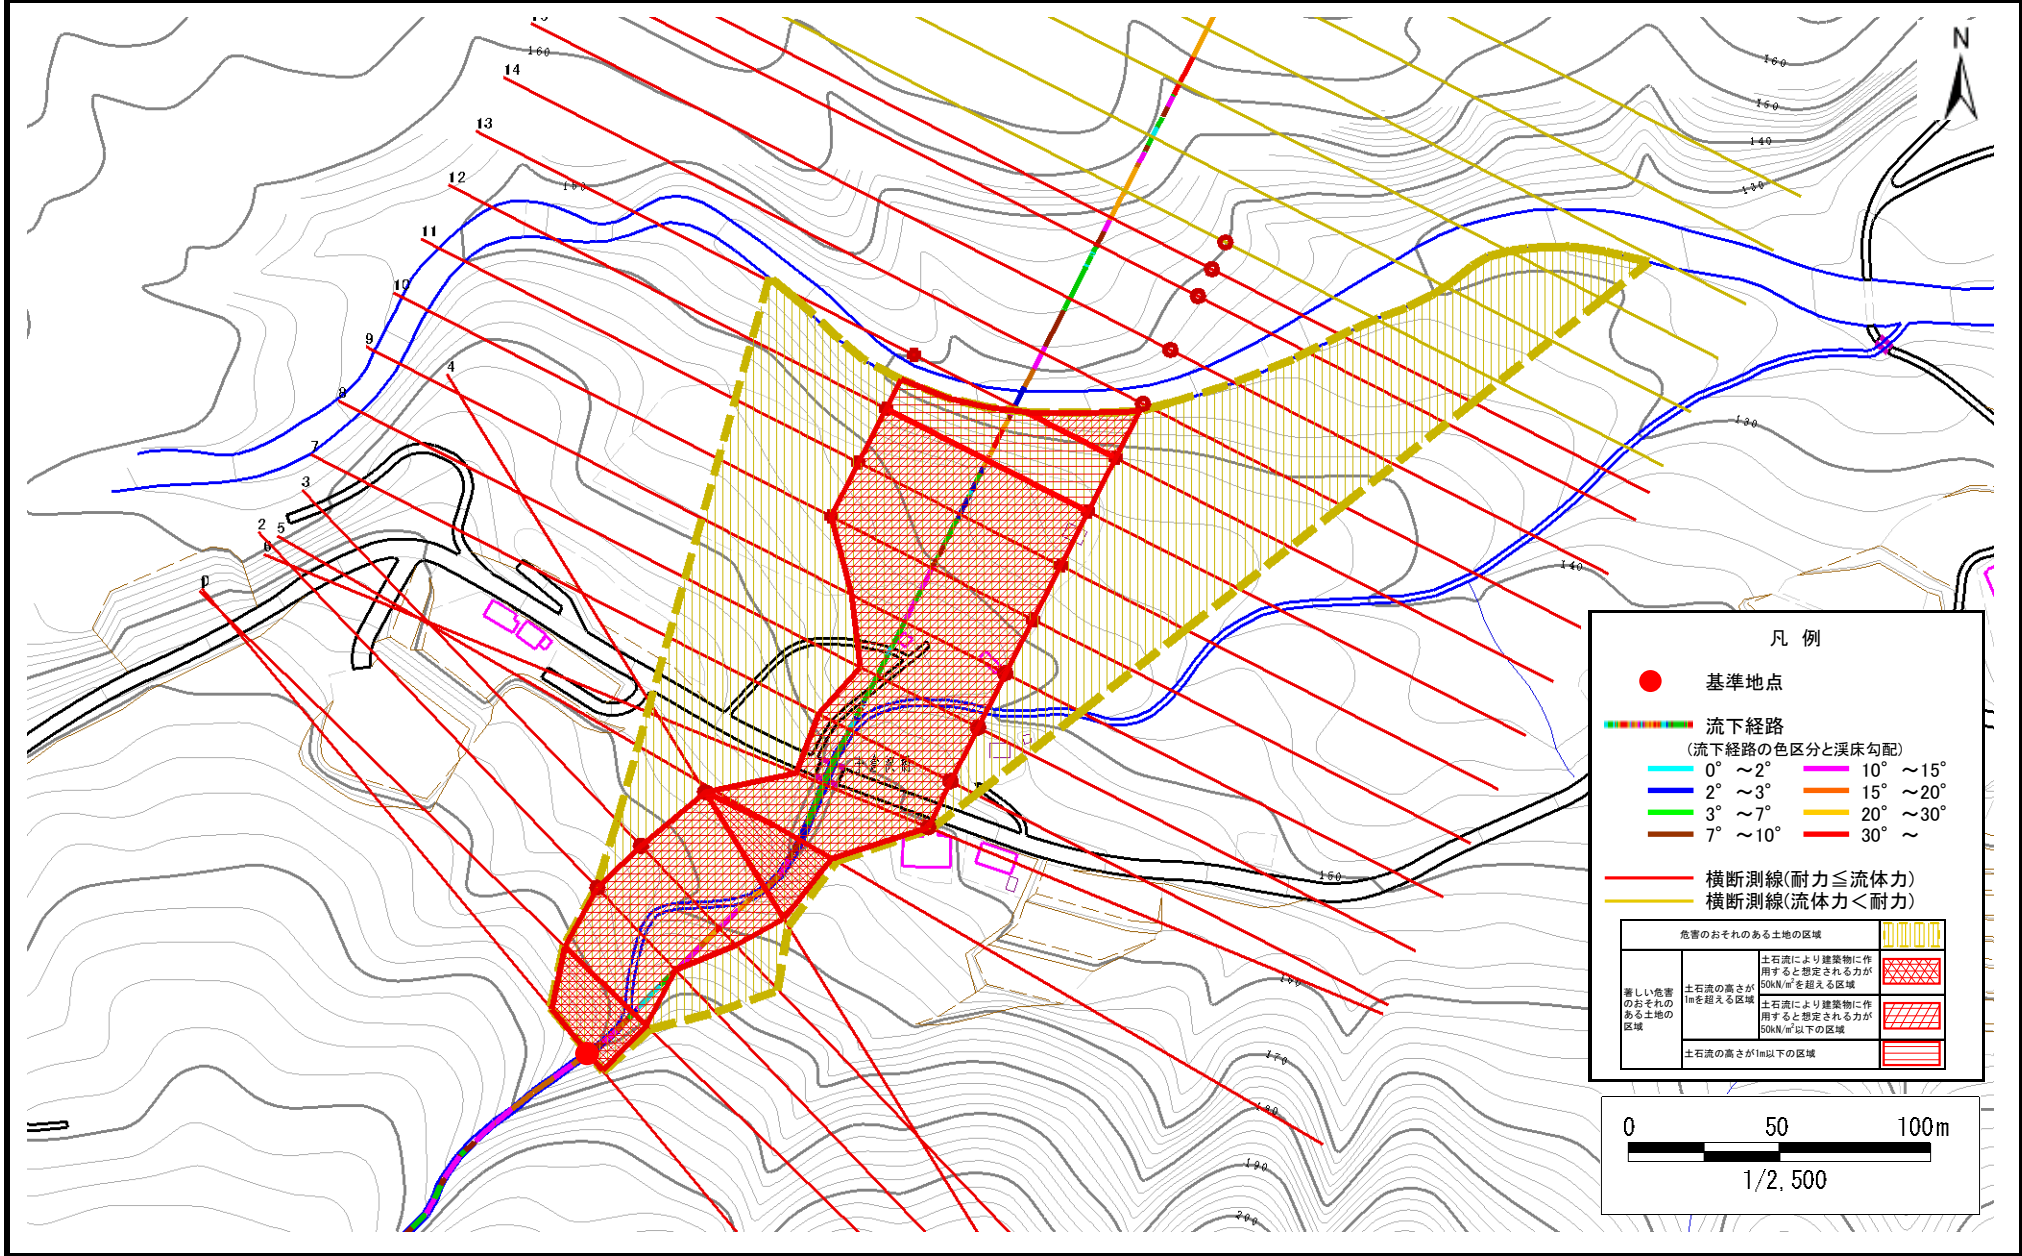 N
160
14
13
12
11
10
9
8
7
4
3
2 5
6
160
150
140
130
130
140
150
160
170
180
190
200
凡 例
基準地点
流下経路
(流下経路の色区分と渓床勾配)
0° ～2° 10° ～15°
2° ～3° 15° ～20°
3° ～7° 20° ～30°
7° ～10° 30° ～
横断測線(耐力≦流体力)
横断測線(流体力＜耐力)
危害のおそれのある土地の区域
著しい危害
のおそれの
ある土地の
区域
土石流の高さが
1mを超える区域
土石流により建築物に作
用すると想定される力が
50kN/m²を超える区域
土石流により建築物に作
用すると想定される力が
50kN/m²以下の区域
土石流の高さが1m以下の区域
0 50 100m
1/2,500